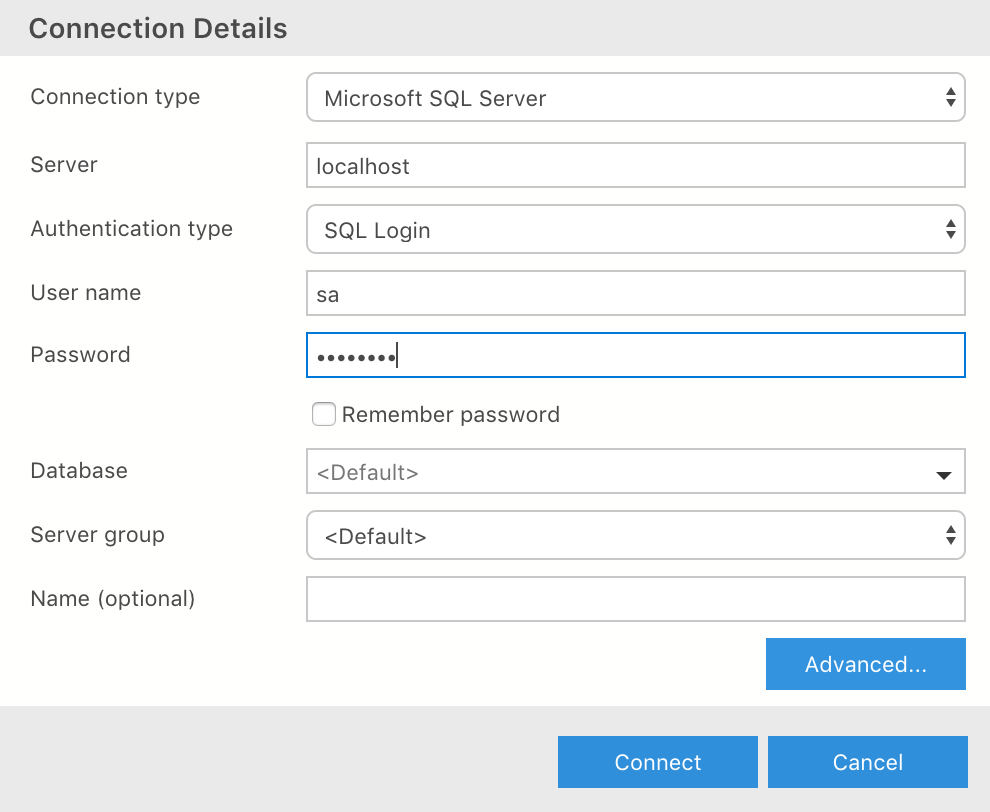 Connection Details
Connection type Microsoft SQL Server
Server localhost
Authentication type SQL Login
User name sa
Password ••••••••
Remember password
Database <Default>
Server group <Default>
Name (optional)
Advanced...
Connect Cancel